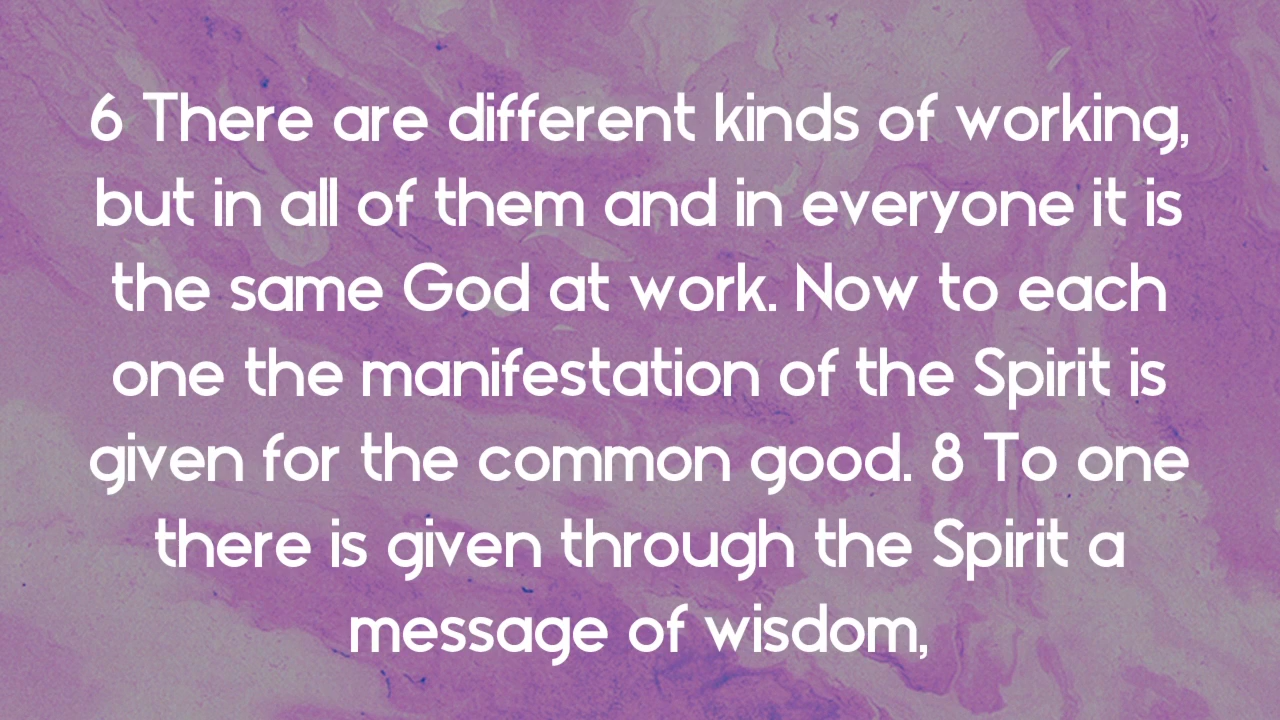 6 There are different kinds of working,
but in all of them and in everyone it is
the same God at work. Now to each
one the manifestation of the Spirit is
given for the common good. 8 To one
there is given through the Spirit a
message of wisdom,